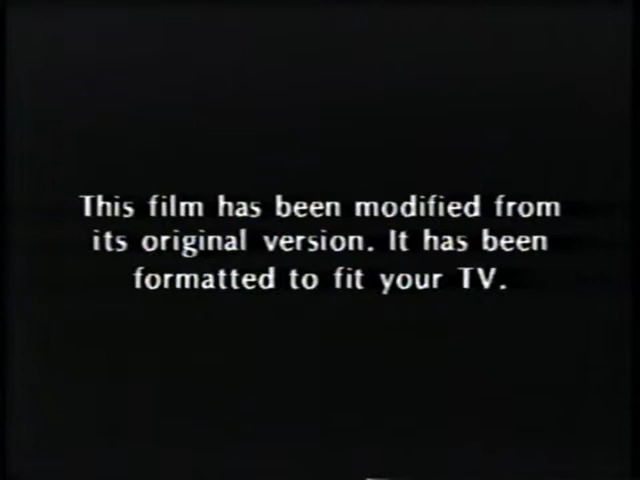 This film has been modified from
its original version. It has been
formatted to fit your TV.